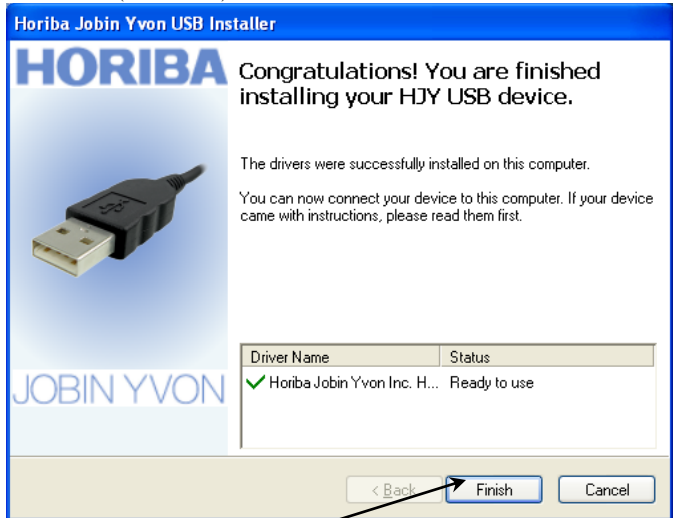 Horiba Jobin Yvon USB Installer
HORIBA
Congratulations! You are finished
installing your HJY USB device.
The drivers were successfully installed on this computer.
You can now connect your device to this computer. If your device
came with instructions, please read them first.
Driver Name Status
Horiba Jobin Yvon Inc. H... Ready to use
JOBIN YVON
< Back Finish Cancel